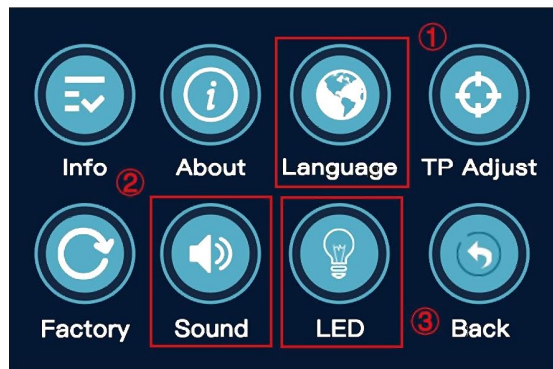 ①
Info About Language TP Adjust
②
Factory Sound LED ③ Back